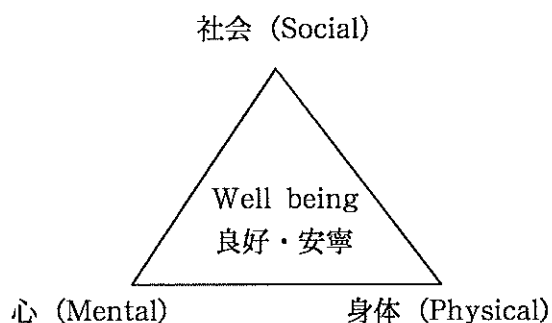 社会 (Social)
Well being
良好・安寧
心 (Mental)
身体 (Physical)